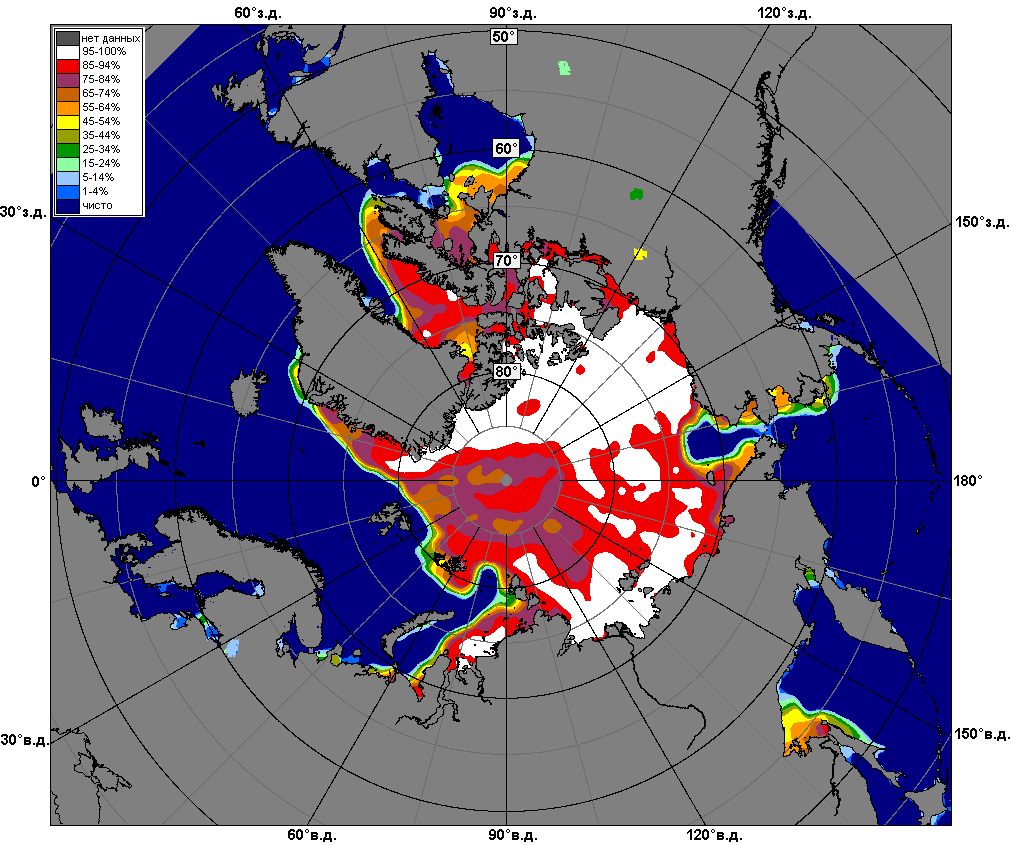 60°з.д.
90°з.д.
120°з.д.
нет данных
95-100%
85-94%
75-84%
65-74%
55-64%
45-54%
35-44%
25-34%
15-24%
5-14%
1-4%
чисто
50°
60°
30°з.д.
150°з.д.
70°
80°
0°
180°
30°в.д.
150°в.д.
60°в.д.
90°в.д.
120°в.д.